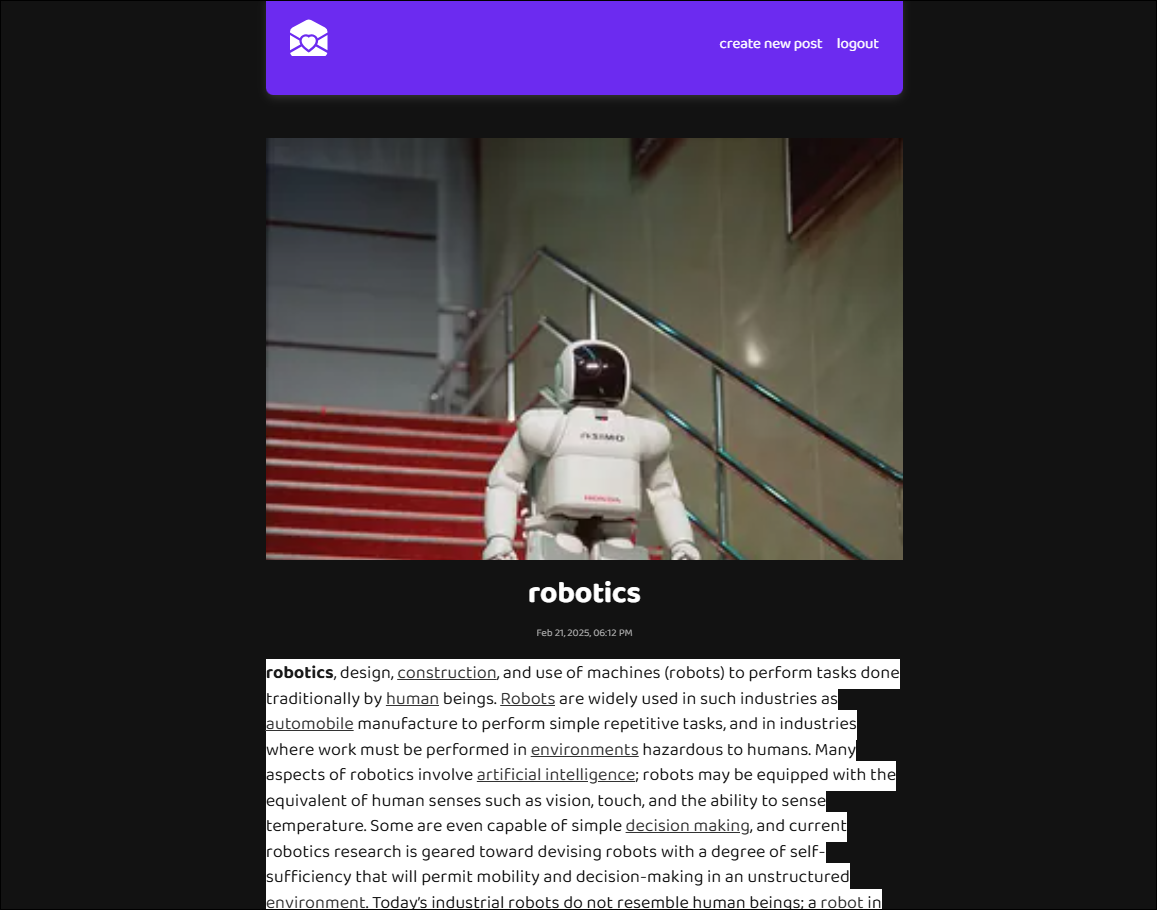 create new post logout
ASIMO
HONDA
robotics
Feb 21, 2025, 06:12 PM
robotics, design, construction, and use of machines (robots) to perform tasks done
traditionally by human beings. Robots are widely used in such industries as
automobile manufacture to perform simple repetitive tasks, and in industries
where work must be performed in environments hazardous to humans. Many
aspects of robotics involve artificial intelligence; robots may be equipped with the
equivalent of human senses such as vision, touch, and the ability to sense
temperature. Some are even capable of simple decision making, and current
robotics research is geared toward devising robots with a degree of self-
sufficiency that will permit mobility and decision-making in an unstructured
environment. Today’s industrial robots do not resemble human beings; a robot in